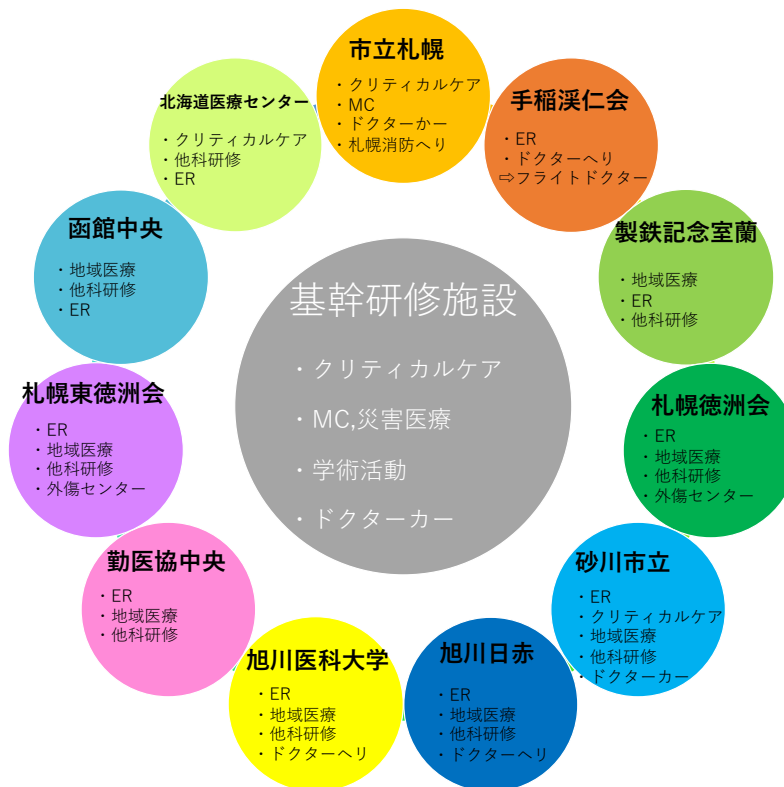 市立札幌
・クリティカルケア
・MC
・ドクターかー
・札幌消防へり
手稲渓仁会
・ER
・ドクターへり
⇨フライトドクター
製鉄記念室蘭
・地域医療
・ER
・他科研修
札幌徳洲会
・ER
・地域医療
・他科研修
・外傷センター
砂川市立
・ER
・クリティカルケア
・地域医療
・他科研修
・ドクターカー
旭川日赤
・ER
・地域医療
・他科研修
・ドクターヘリ
旭川医科大学
・ER
・地域医療
・他科研修
・ドクターヘリ
勤医協中央
・ER
・地域医療
・他科研修
札幌東徳洲会
・ER
・地域医療
・他科研修
・外傷センター
函館中央
・地域医療
・他科研修
・ER
北海道医療センター
・クリティカルケア
・他科研修
・ER
基幹研修施設
・クリティカルケア
・MC,災害医療
・学術活動
・ドクターカー